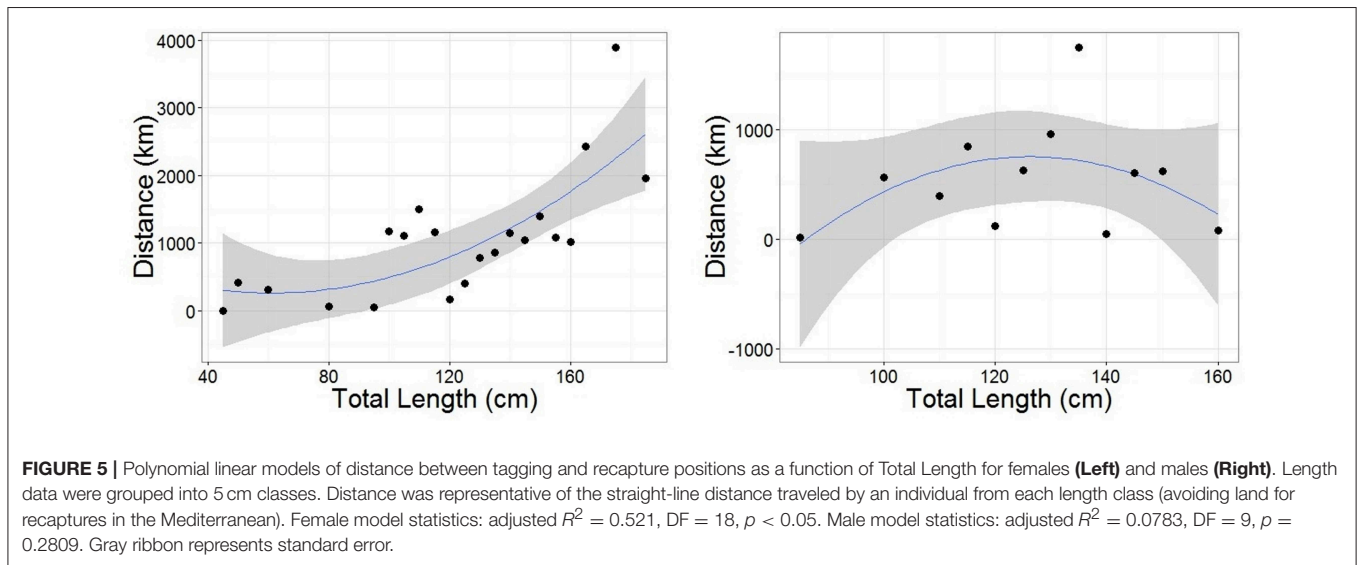 4000
3000
2000
1000
0
Distance (km)
40 80 120 160
Total Length (cm)
1000
0
-1000
Distance (km)
100 120 140 160
Total Length (cm)
FIGURE 5 | Polynomial linear models of distance between tagging and recapture positions as a function of Total Length for females (Left) and males (Right). Length
data were grouped into 5 cm classes. Distance was representative of the straight-line distance traveled by an individual from each length class (avoiding land for
recaptures in the Mediterranean). Female model statistics: adjusted R² = 0.521, DF = 18, p < 0.05. Male model statistics: adjusted R² = 0.0783, DF = 9, p =
0.2809. Gray ribbon represents standard error.